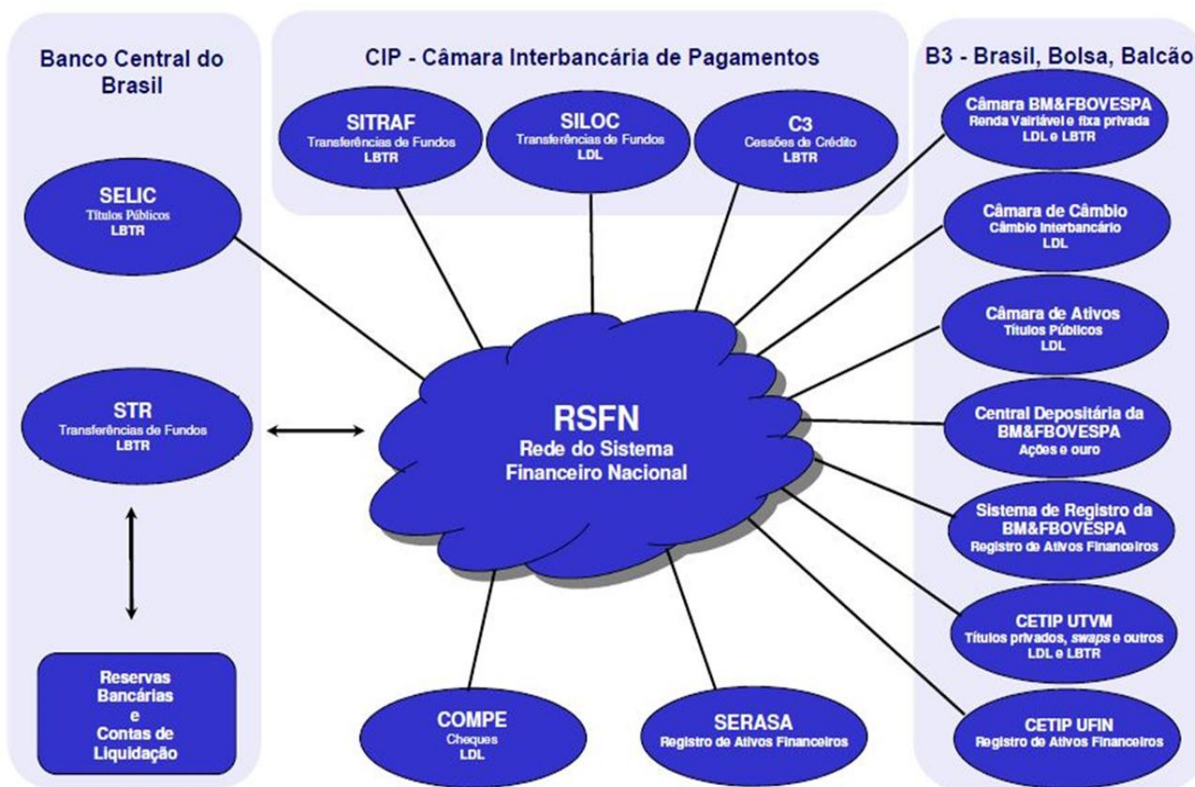 Banco Central do
Brasil
SELIC
Títulos Públicos
LBTR
STR
Transferências de Fundos
LBTR
Reservas
Bancárias
e
Contas de
Liquidação
CIP - Câmara Interbancária de Pagamentos
SITRAF
Transferências de Fundos
LBTR
SILOC
Transferências de Fundos
LDL
C3
Cessões de Crédito
LBTR
RSFN
Rede do Sistema
Financeiro Nacional
COMPE
Cheques
LDL
SERASA
Registro de Ativos Financeiros
B3 - Brasil, Bolsa, Balcão
Câmara BM&FBOVESPA
Renda Vairlável e fixa privada
LDL e LBTR
Câmara de Câmbio
Câmbio Interbancário
LDL
Câmara de Ativos
Títulos Públicos
LDL
Central Depositária da
BM&FBOVESPA
Ações e ouro
Sistema de Registro da
BM&FBOVESPA
Registro de Ativos Financeiros
CETIP UTVM
Títulos privados, swaps e outros
LDL e LBTR
CETIP UFIN
Registro de Ativos Financeiros